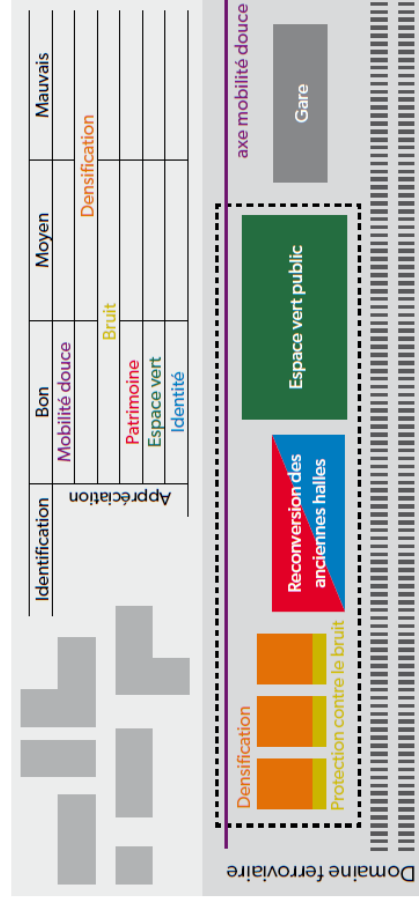 Identification
Bon
Moyen
Mauvais
Appréciation
Mobilité douce
Densification
Bruit
Patrimoine
Espace vert
Identité
Domaine ferroviaire
axe mobilité douce
Densification
Protection contre le bruit
Reconversion des
anciennes halles
Espace vert public
Gare